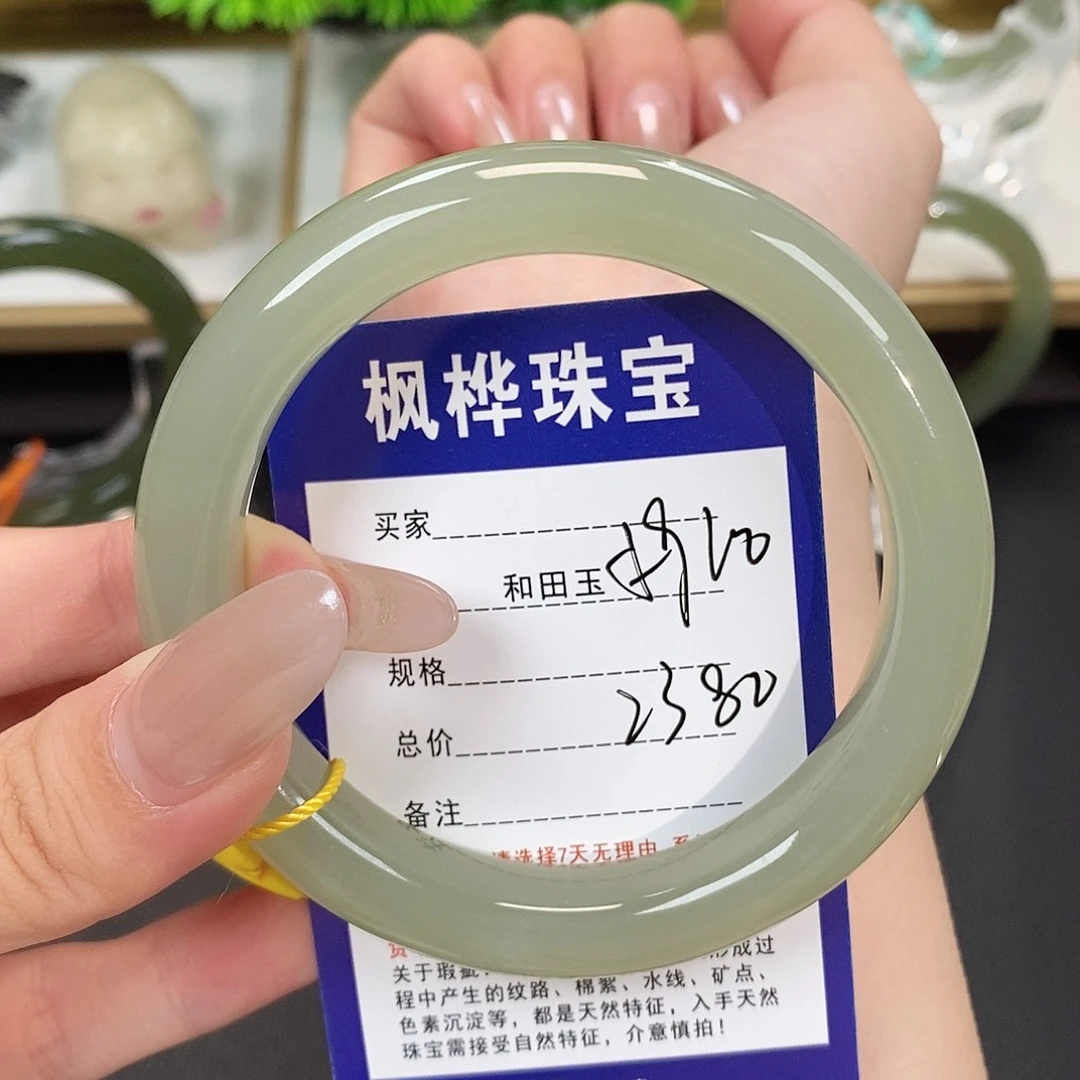 枫桦珠宝
买家
和田玉
规格
2380
总价
备注
请选择7天无理由
形成过
关于瑕疵
程中产生的纹路、棉絮、水线、矿点、
色素沉淀等,都是天然特征,入手天然
珠宝需接受自然特征,介意慎拍!